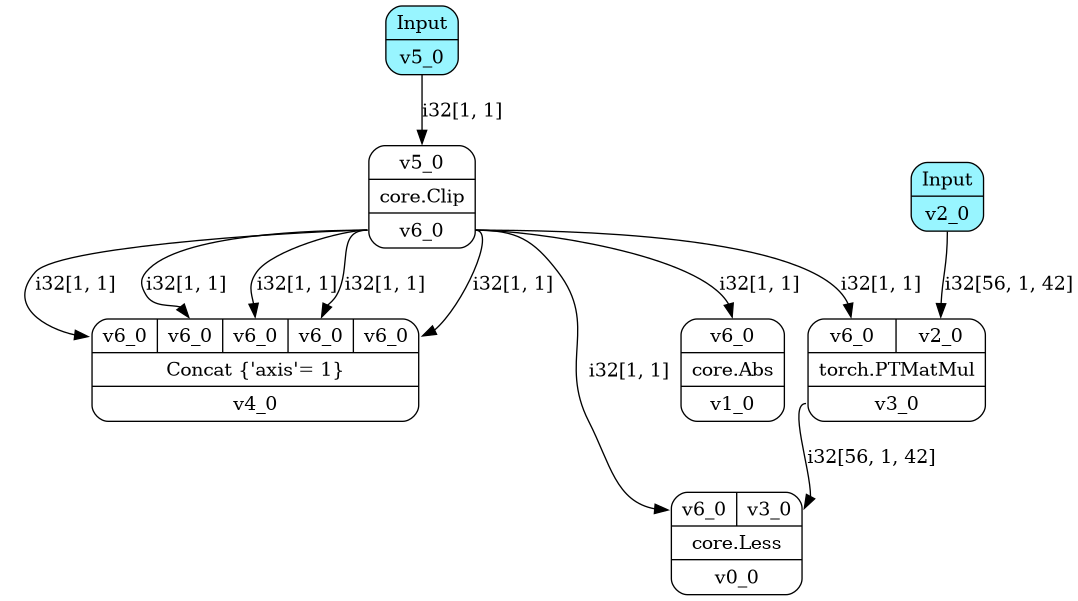 Input
v5_0
i32[1, 1]
v5_0
core.Clip
v6_0
Input
v2_0
i32[1, 1] i32[1, 1] i32[1, 1] i32[1, 1] i32[1, 1] i32[1, 1] i32[1, 1] i32[56, 1, 42]
v6_0 v6_0 v6_0 v6_0 v6_0
Concat {'axis'= 1}
v4_0
i32[1, 1]
v6_0
core.Abs
v1_0
v6_0 v2_0
torch.PTMatMul
v3_0
i32[56, 1, 42]
v6_0 v3_0
core.Less
v0_0